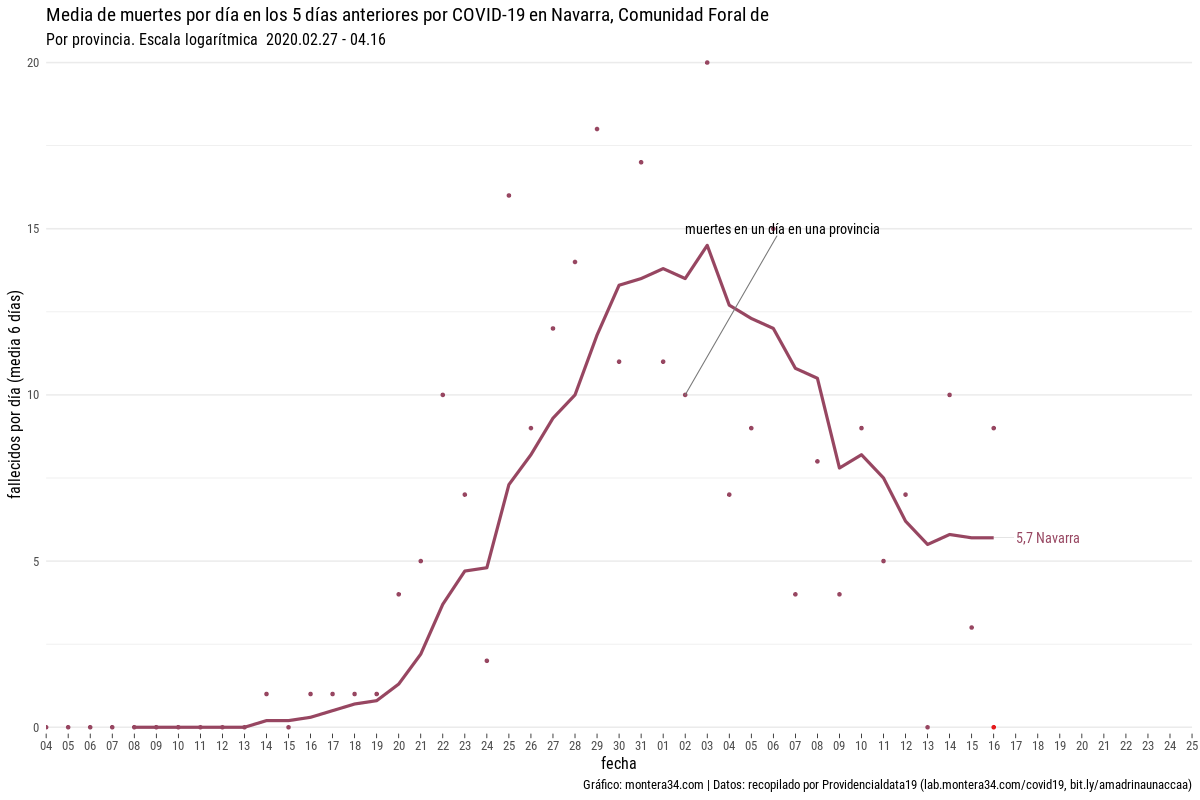 Media de muertes por día en los 5 días anteriores por COVID-19 en Navarra, Comunidad Foral de
Por provincia. Escala logarítmica  2020.02.27 - 04.16
fallecidos por día (media 6 días)
20
15
10
5
0
muertes en un día en una provincia
5,7 Navarra
04 05 06 07 08 09 10 11 12 13 14 15 16 17 18 19 20 21 22 23 24 25 26 27 28 29 30 31 01 02 03 04 05 06 07 08 09 10 11 12 13 14 15 16 17 18 19 20 21 22 23 24 25
fecha
Gráfico: montera34.com | Datos: recopilado por Providencialdata19 (lab.montera34.com/covid19, bit.ly/amadrinaunaccaa)